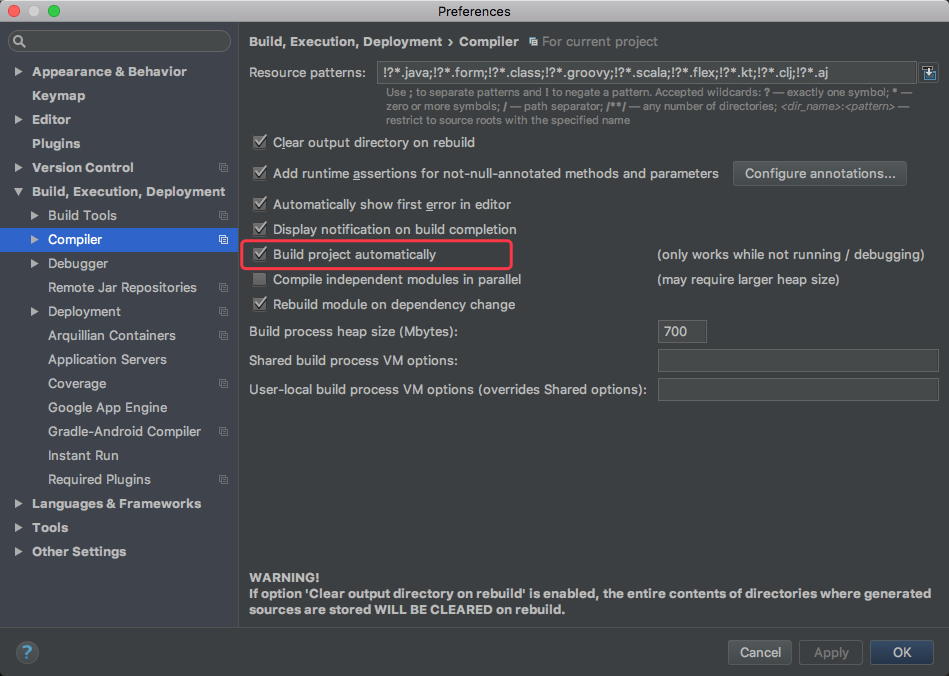 Preferences
Build, Execution, Deployment › Compiler For current project
Resource patterns: !?*.java;!?*.form;!?*.class;!?*.groovy;!?*.scala;!?*.flex;!?*.kt;!?*.clj;!?*.aj
Use ; to separate patterns and ! to negate a pattern. Accepted wildcards: ? — exactly one symbol; * —
zero or more symbols; / — path separator; /**/ — any number of directories; <dir_name>:<pattern> —
restrict to source roots with the specified name
Appearance & Behavior
Keymap
Editor
Plugins
Version Control
Build, Execution, Deployment
Build Tools
Compiler
Debugger
Remote Jar Repositories
Deployment
Arquillian Containers
Application Servers
Coverage
Google App Engine
Gradle-Android Compiler
Instant Run
Required Plugins
Languages & Frameworks
Tools
Other Settings
Clear output directory on rebuild
Add runtime assertions for not-null-annotated methods and parameters Configure annotations...
Automatically show first error in editor
Display notification on build completion
Build project automatically (only works while not running / debugging)
Compile independent modules in parallel (may require larger heap size)
Rebuild module on dependency change
Build process heap size (Mbytes): 700
Shared build process VM options:
User-local build process VM options (overrides Shared options):
WARNING!
If option 'Clear output directory on rebuild' is enabled, the entire contents of directories where generated
sources are stored WILL BE CLEARED on rebuild.
? Cancel Apply OK